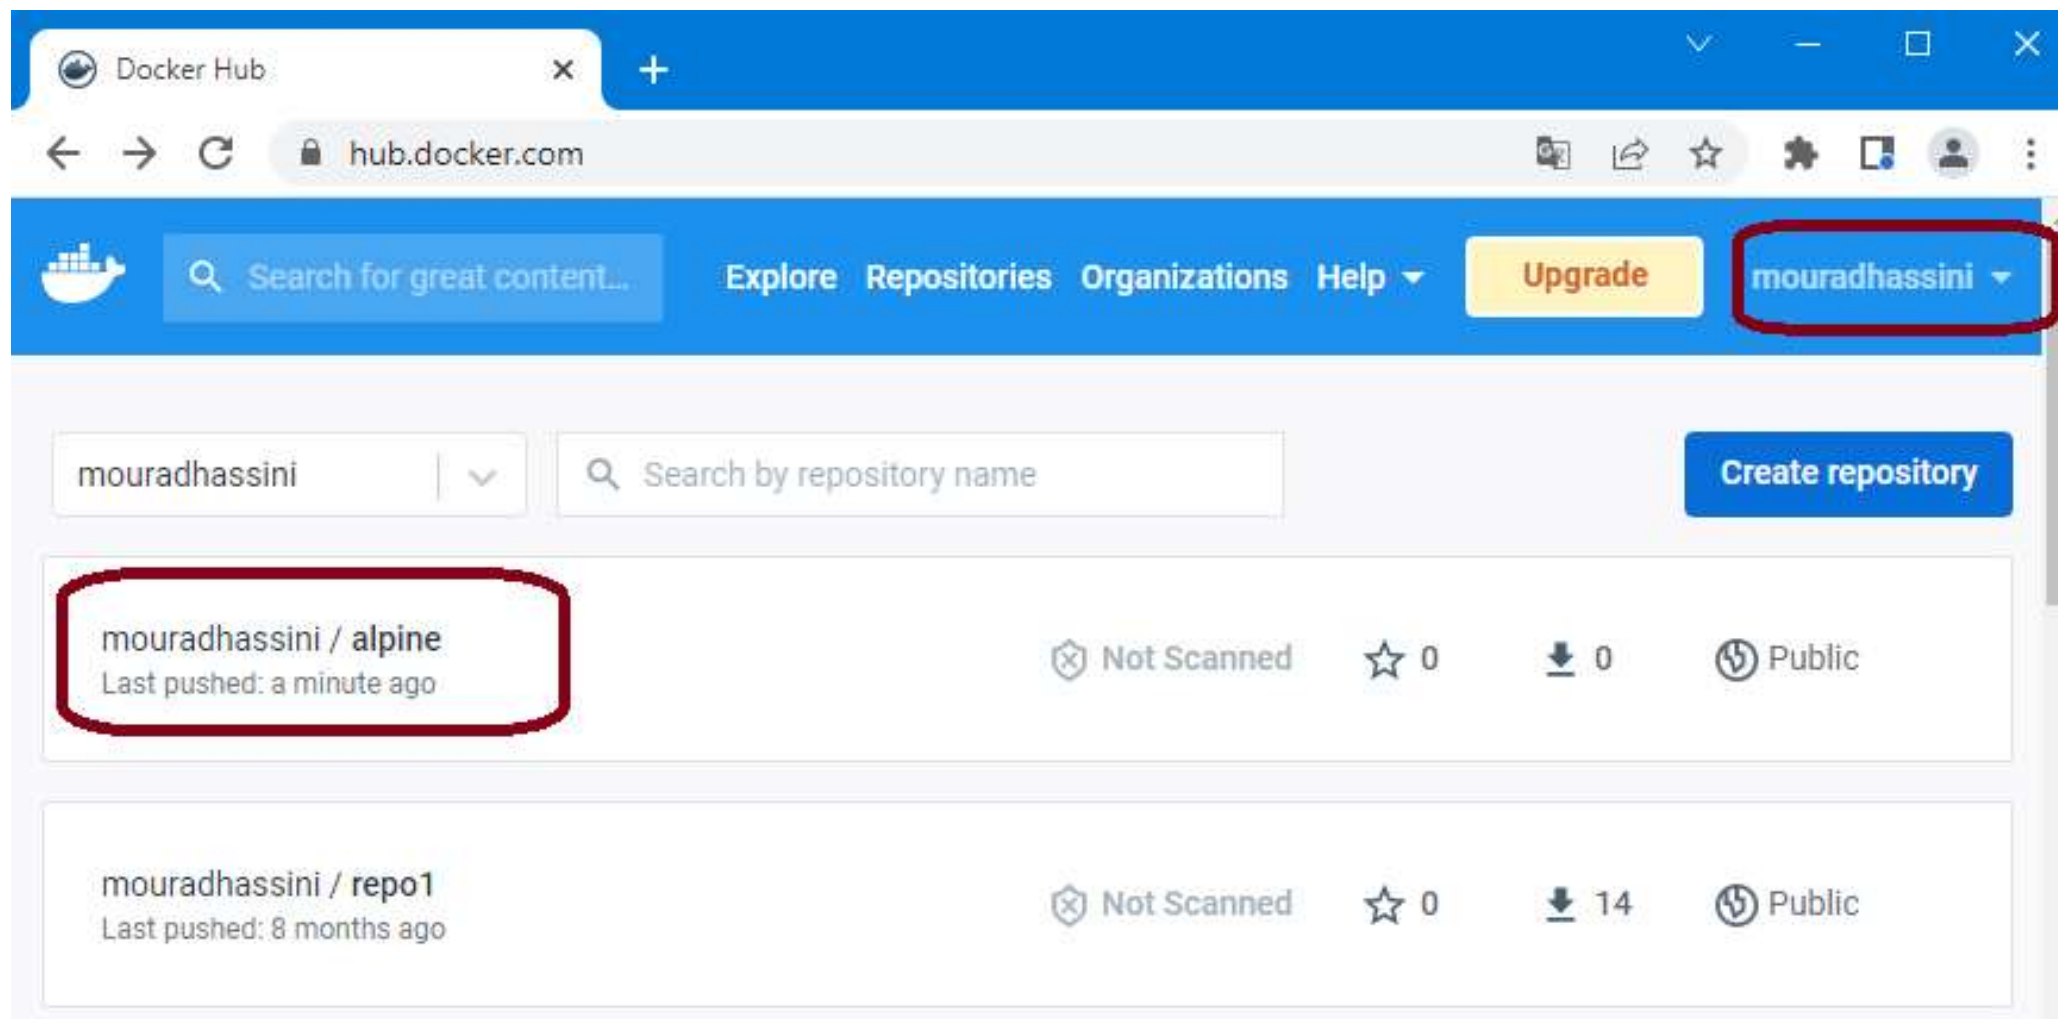 Docker Hub
hub.docker.com
Search for great content...
Explore Repositories Organizations Help
Upgrade
mouradhassini
mouradhassini
Search by repository name
Create repository
mouradhassini / alpine
Last pushed: a minute ago
Not Scanned
0
0
Public
mouradhassini / repo1
Last pushed: 8 months ago
Not Scanned
0
14
Public